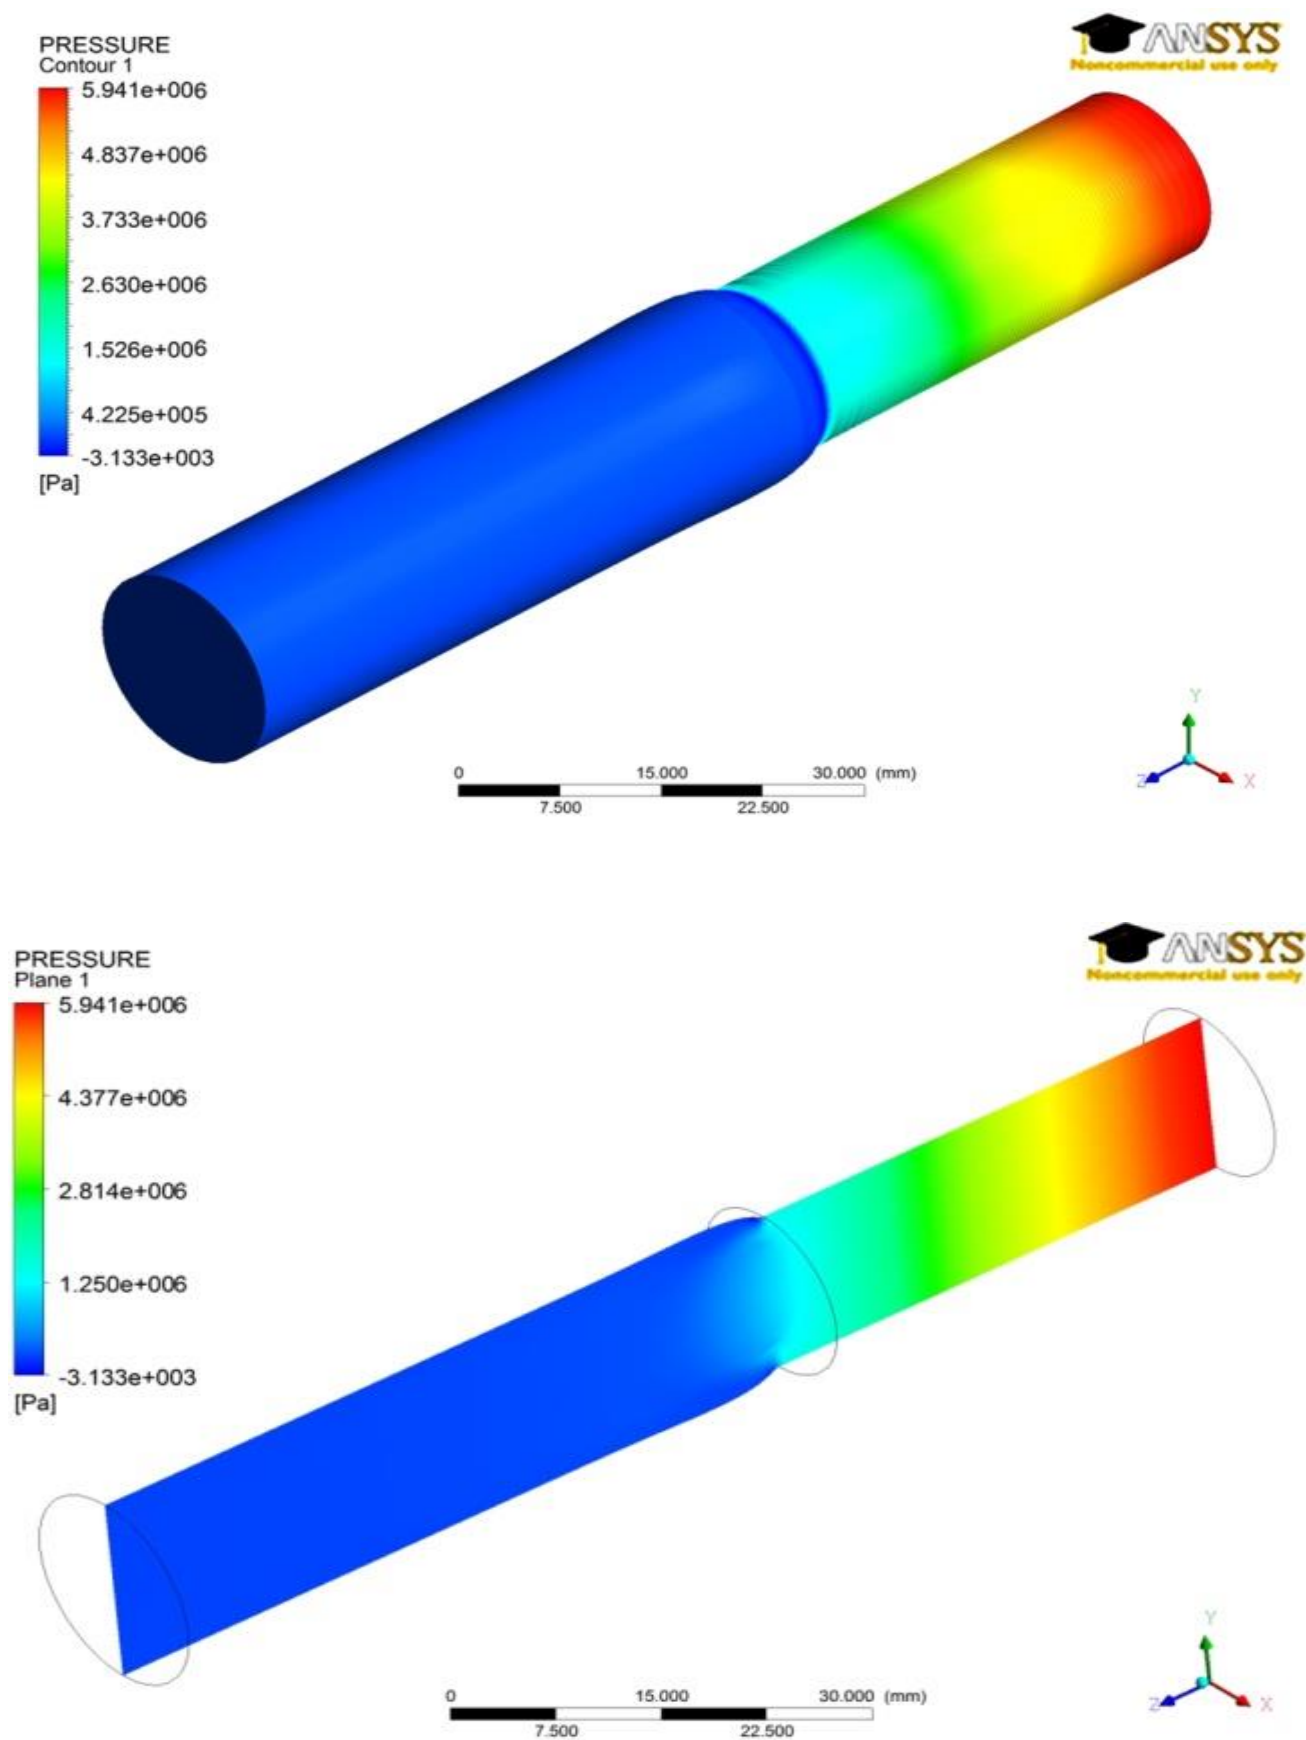 PRESSURE
Contour 1
ANSYS
Noncommercial use only
5.941e+006
4.837e+006
3.733e+006
2.630e+006
1.526e+006
4.225e+005
-3.133e+003
[Pa]
0 15.000 30.000 (mm)
7.500 22.500
Y
Z X
PRESSURE
Plane 1
ANSYS
Noncommercial use only
5.941e+006
4.377e+006
2.814e+006
1.250e+006
-3.133e+003
[Pa]
0 15.000 30.000 (mm)
7.500 22.500
Y
Z X